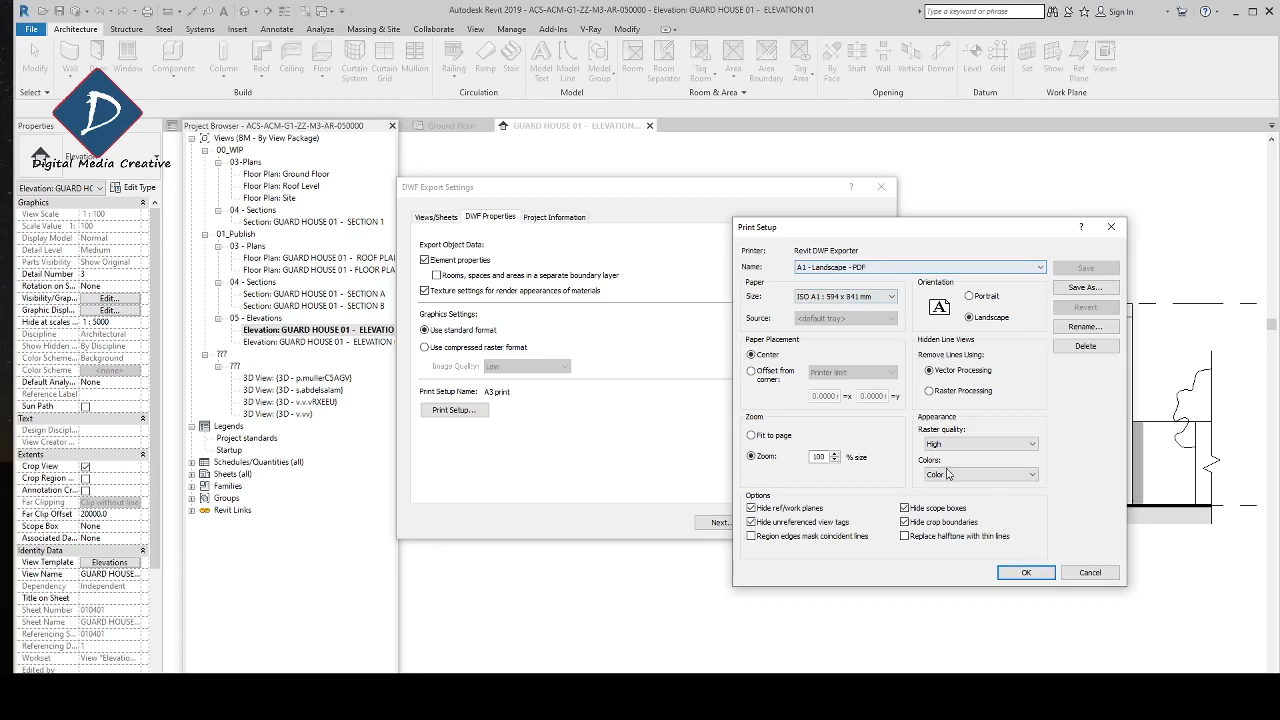 Autodesk Revit 2019 - ACS-ACM-G1-ZZ-M3-AR-050000 - Elevation: GUARD HOUSE 01 - ELEVATION 01
Type a keyword or phrase
Sign In
File Architecture Structure Steel Systems Insert Annotate Analyze Massing & Site Collaborate View Manage Add-Ins V-Ray Modify
Modify Wall Door Window Component Column Roof Ceiling Floor Curtain System Curtain Grid Mullion Railing Ramp Stair Model Text Model Line Model Group Room Room Separator Tag Room Area Area Boundary Tag Area By Face Shaft Wall Vertical Dormer Level Grid Set Show Ref Plane Viewer
Select Build Circulation Model Room & Area Opening Datum Work Plane
D
Digital Media Creative
Properties
Elevation: GUARD HC
Edit Type
Graphics
View Scale 1 : 100
Scale Value 1: 100
Display Model Normal
Detail Level Medium
Parts Visibility Show Original
Detail Number 3
Rotation on S... None
Visibility/Grap... Edit...
Graphic Displ... Edit...
Hide at scales ... 1 : 5000
Discipline Architectural
Show Hidden ... By Discipline
Color Scheme ... Background
Color Scheme <none>
Default Analy... None
Reference Label
Sun Path
Text
Design Discipl...
View Creator ...
Extents
Crop View
Crop Region ...
Annotation Cr...
Far Clipping Clip without line
Far Clip Offset 20000.0
Scope Box None
Associated Da... None
Identity Data
View Template Elevations
View Name GUARD HOUSE...
Dependency Independent
Title on Sheet
Sheet Number 010401
Sheet Name GUARD HOUSE...
Referencing S... 010401
Referencing D... 1
Workset View "Elevatio...
Edited by
Project Browser - ACS-ACM-G1-ZZ-M3-AR-050000
Views (BM - By View Package)
00_WIP
03-Plans
Floor Plan: Ground Floor
Floor Plan: Roof Level
Floor Plan: Site
04 - Sections
Section: GUARD HOUSE 01 - SECTION 1
01_Publish
03 - Plans
Floor Plan: GUARD HOUSE 01 - ROOF PLAN
Floor Plan: GUARD HOUSE 01 - FLOOR PL
04 - Sections
Section: GUARD HOUSE 01 - SECTION A
Section: GUARD HOUSE 01 - SECTION B
05 - Elevations
Elevation: GUARD HOUSE 01 - ELEVATIO
Elevation: GUARD HOUSE 01 - ELEVATION
???
???
3D View: {3D - p.mullerC5AGV}
3D View: {3D - s.abdelsalam}
3D View: {3D - v.v.vRXEEU}
3D View: {3D - v.vv}
Legends
Project standards
Startup
Schedules/Quantities (all)
Sheets (all)
Families
Groups
Revit Links
Ground Floor
GUARD HOUSE 01 - ELEVATION...
DWF Export Settings
Views/Sheets DWF Properties Project Information
Export Object Data:
Element properties
Rooms, spaces and areas in a separate boundary layer
Texture settings for render appearances of materials
Graphics Settings:
Use standard format
Use compressed raster format
Image Quality: Low
Print Setup Name: A3 print
Print Setup...
Next...
Print Setup
Printer: Revit DWF Exporter
Name: A1 - Landscape - PDF
Save
Save As...
Revert
Rename...
Delete
Paper
Size: ISO A1 : 594 x 841 mm
Source: <default tray>
Orientation
A
Portrait
Landscape
Paper Placement
Center
Offset from corner: Printer limit
0.0000 =x 0.0000 =y
Hidden Line Views
Remove Lines Using:
Vector Processing
Raster Processing
Zoom
Fit to page
Zoom: 100 % size
Appearance
Raster quality:
High
Colors:
Color
Options
Hide ref/work planes
Hide unreferenced view tags
Region edges mask coincident lines
Hide scope boxes
Hide crop boundaries
Replace halftone with thin lines
OK Cancel